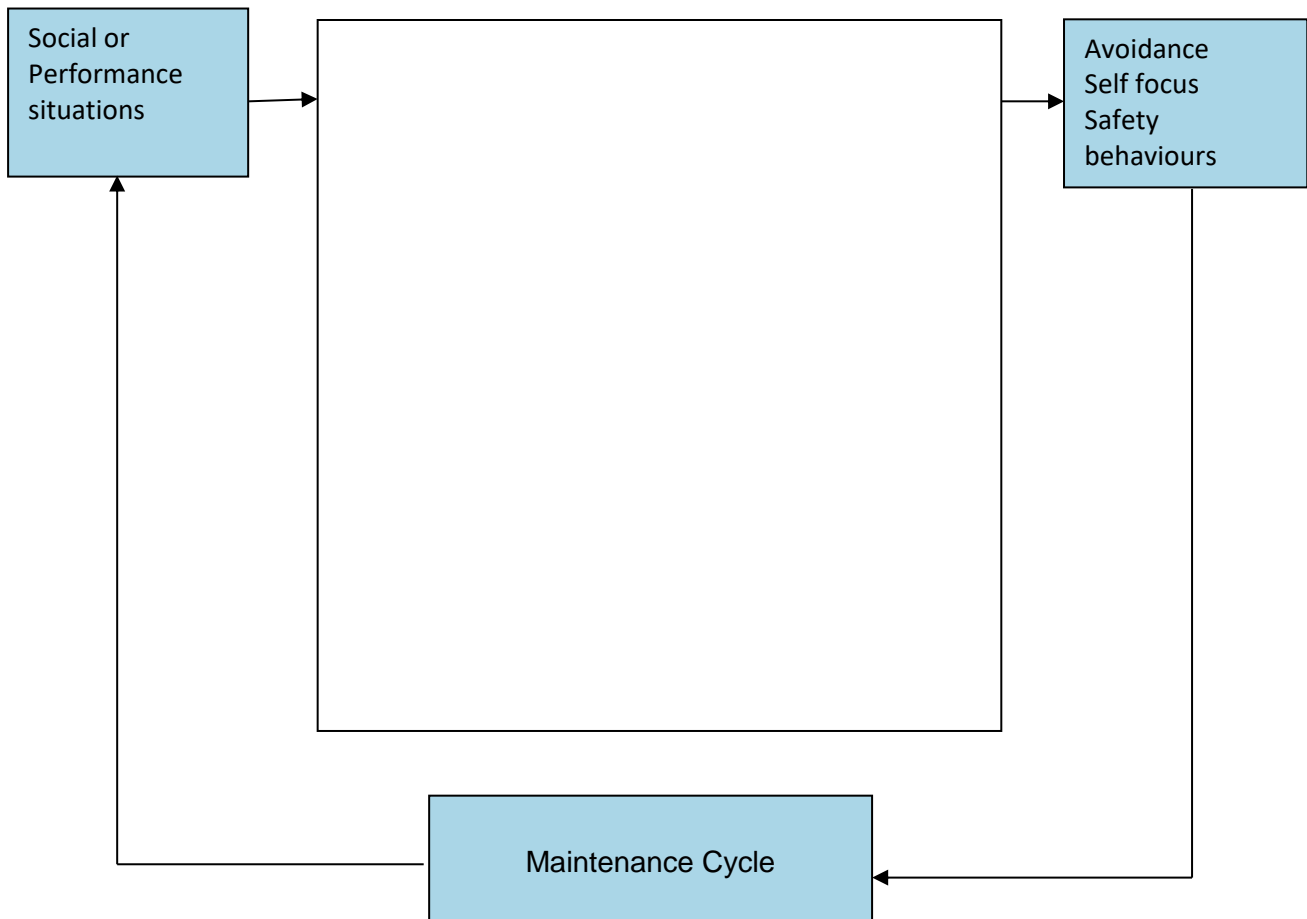 Social or
Performance
situations
Avoidance
Self focus
Safety
behaviours
Maintenance Cycle